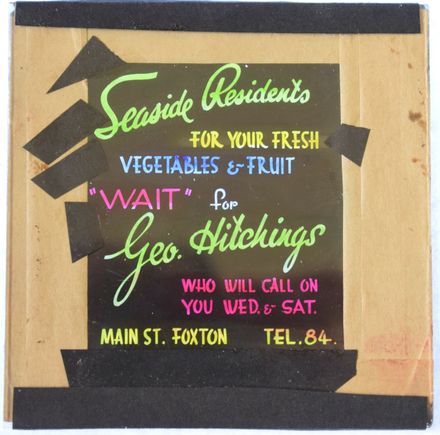 Seaside Residents
FOR YOUR FRESH
VEGETABLES & FRUIT
"WAIT" for
Geo. Hitchings
WHO WILL CALL ON
YOU WED. & SAT.
MAIN ST. FOXTON TEL. 84.